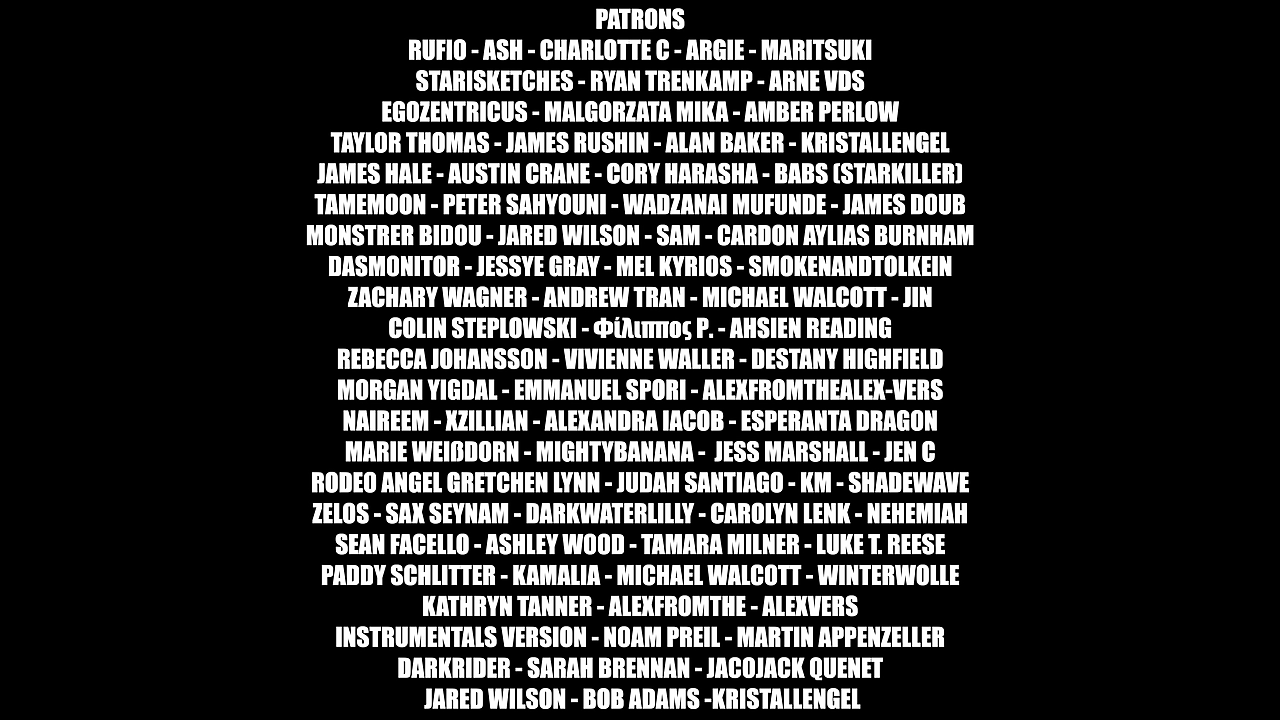 PATRONS
RUFIO - ASH - CHARLOTTE C - ARGIE - MARITSUKI
STARISKETCHES - RYAN TRENKAMP - ARNE VDS
EGOZENTRICUS - MALGORZATA MIKA - AMBER PERLOW
TAYLOR THOMAS - JAMES RUSHIN - ALAN BAKER - KRISTALLENGEL
JAMES HALE - AUSTIN CRANE - CORY HARASHA - BABS (STARKILLER)
TAMEMOON - PETER SAHYOUNI - WADZANAI MUFUNDE - JAMES DOUB
MONSTRER BIDOU - JARED WILSON - SAM - CARDON AYLIAS BURNHAM
DASMONITOR - JESSYE GRAY - MEL KYRIOS - SMOKENANDTOLKEIN
ZACHARY WAGNER - ANDREW TRAN - MICHAEL WALCOTT - JIN
COLIN STEPLOWSKI - Φίλιππος P. - AHSIEN READING
REBECCA JOHANSSON - VIVIENNE WALLER - DESTANY HIGHFIELD
MORGAN YIGDAL - EMMANUEL SPORI - ALEXFROMTHEALEX-VERS
NAIREEM - XZILLIAN - ALEXANDRA IACOB - ESPERANTA DRAGON
MARIE WEIßDORN - MIGHTYBANANA -  JESS MARSHALL - JEN C
RODEO ANGEL GRETCHEN LYNN - JUDAH SANTIAGO - KM - SHADEWAVE
ZELOS - SAX SEYNAM - DARKWATERLILLY - CAROLYN LENK - NEHEMIAH
SEAN FACELLO - ASHLEY WOOD - TAMARA MILNER - LUKE T. REESE
PADDY SCHLITTER - KAMALIA - MICHAEL WALCOTT - WINTERWOLLE
KATHRYN TANNER - ALEXFROMTHE - ALEXVERS
INSTRUMENTALS VERSION - NOAM PREIL - MARTIN APPENZELLER
DARKRIDER - SARAH BRENNAN - JACOJACK QUENET
JARED WILSON - BOB ADAMS -KRISTALLENGEL